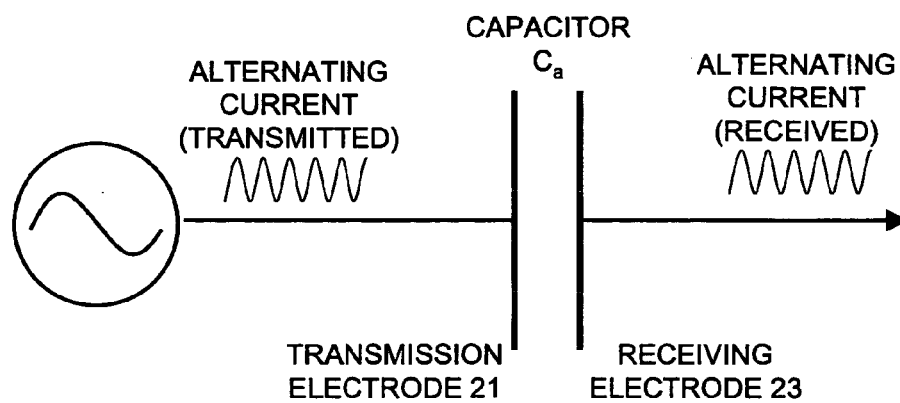 CAPACITOR
Ca
ALTERNATING
CURRENT
(TRANSMITTED)
ALTERNATING
CURRENT
(RECEIVED)
TRANSMISSION
ELECTRODE 21
RECEIVING
ELECTRODE 23